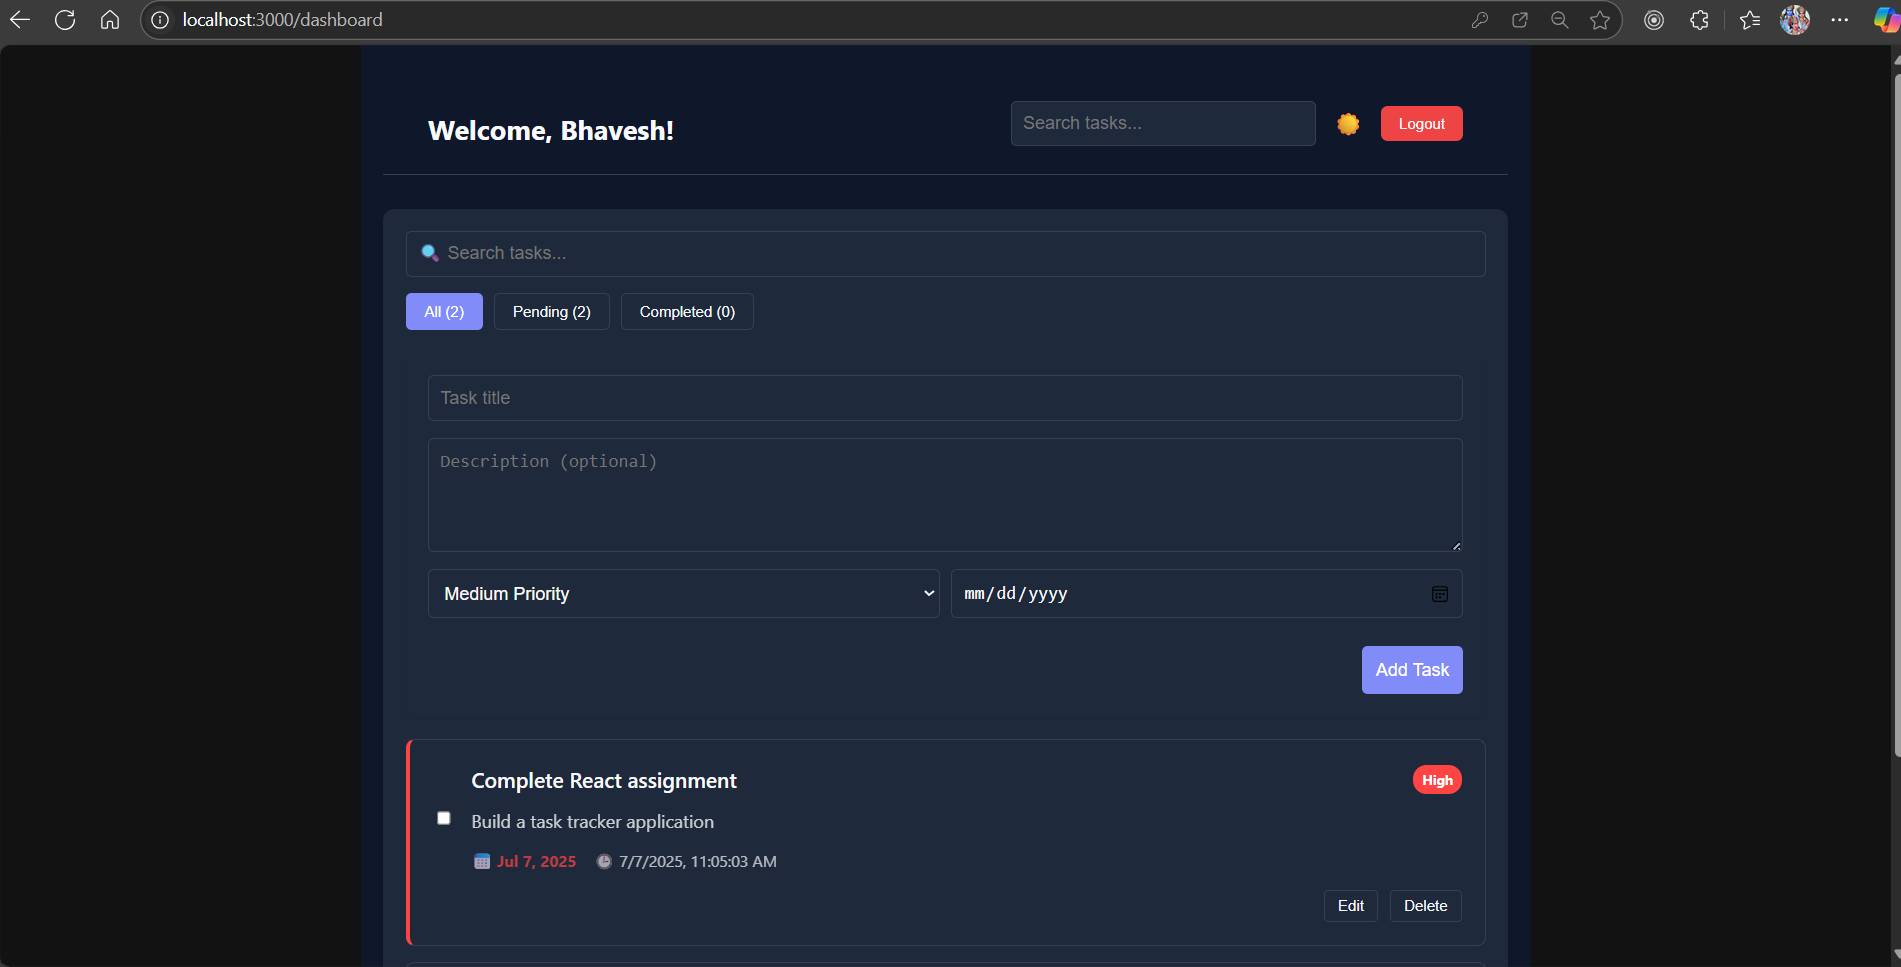 localhost:3000/dashboard
Welcome, Bhavesh!
Search tasks...
Logout
Search tasks...
All (2)
Pending (2)
Completed (0)
Task title
Description (optional)
Medium Priority
mm/dd/yyyy
Add Task
Complete React assignment
High
Build a task tracker application
Jul 7, 2025
7/7/2025, 11:05:03 AM
Edit
Delete